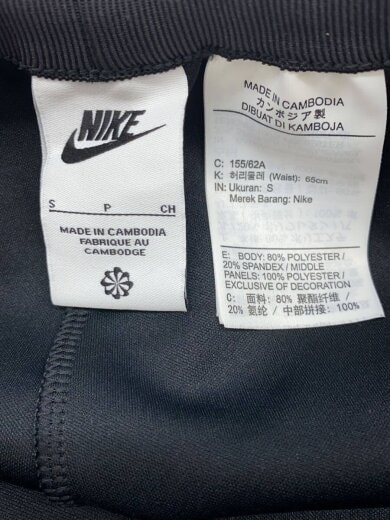 NIKE
S P CH
MADE IN CAMBODIA
FABRIQUE AU
CAMBODGE
MADE IN CAMBODIA
カンボジア製
DIBUAT DI KAMBOJA
C: 155/62A
K: 허리둘레 (Waist): 65cm
IN: Ukuran: S
Merek Barang: Nike
E: BODY: 80% POLYESTER /
20% SPANDEX / MIDDLE
PANELS: 100% POLYESTER /
EXCLUSIVE OF DECORATION
C: 面料: 80% 聚酯纤维 /
20% 氨纶 / 中部拼接: 100%